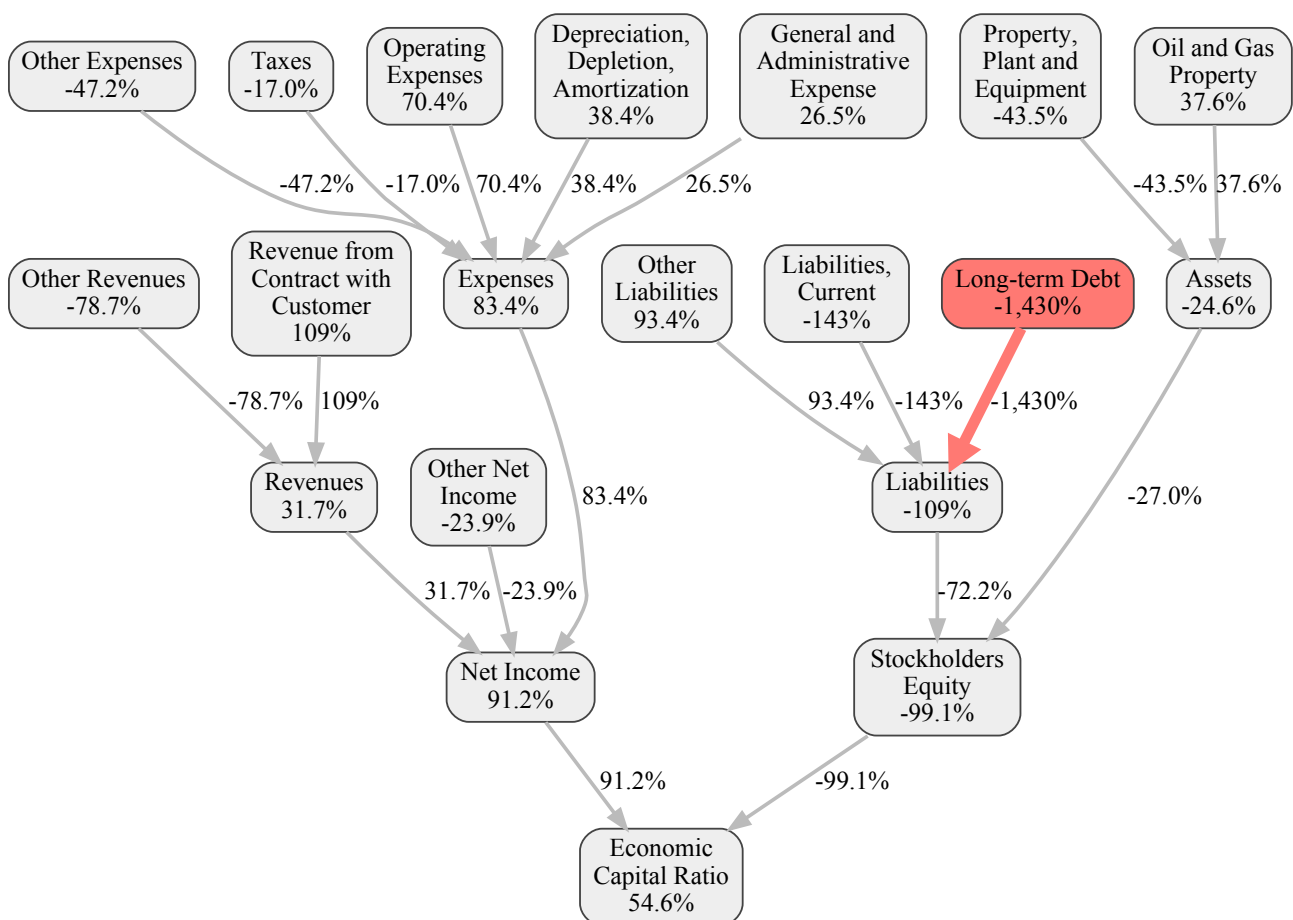 Other Expenses
-47.2%
Taxes
-17.0%
Operating
Expenses
70.4%
Depreciation,
Depletion,
Amortization
38.4%
General and
Administrative
Expense
26.5%
Property,
Plant and
Equipment
-43.5%
Oil and Gas
Property
37.6%
-47.2%
-17.0%
70.4%
38.4%
26.5%
-43.5%
37.6%
Other Revenues
-78.7%
Revenue from
Contract with
Customer
109%
Expenses
83.4%
Other
Liabilities
93.4%
Liabilities,
Current
-143%
Long-term Debt
-1,430%
Assets
-24.6%
-78.7%
109%
93.4%
-143%
-1,430%
Revenues
31.7%
Other Net
Income
-23.9%
83.4%
Liabilities
-109%
-27.0%
31.7%
-23.9%
-72.2%
Net Income
91.2%
Stockholders
Equity
-99.1%
91.2%
-99.1%
Economic
Capital Ratio
54.6%